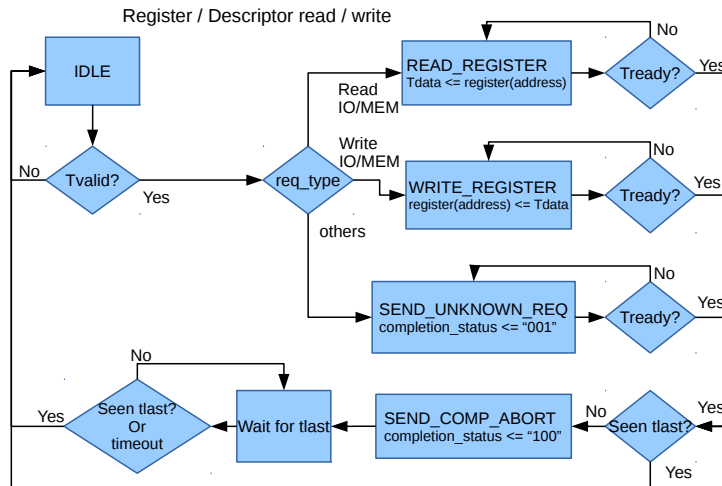 Register / Descriptor read / write
IDLE
READ_REGISTER
Tdata <= register(address)
No
Tready?
Yes
Read
IO/MEM
No
Tvalid?
Yes
req_type
Write
IO/MEM
WRITE_REGISTER
register(address) <= Tdata
No
Tready?
Yes
others
SEND_UNKNOWN_REQ
completion_status <= “001”
No
Tready?
Yes
No
Yes
Seen tlast?
Or
timeout
Wait for tlast
SEND_COMP_ABORT
completion_status <= “100”
No
Seen tlast?
Yes
Yes